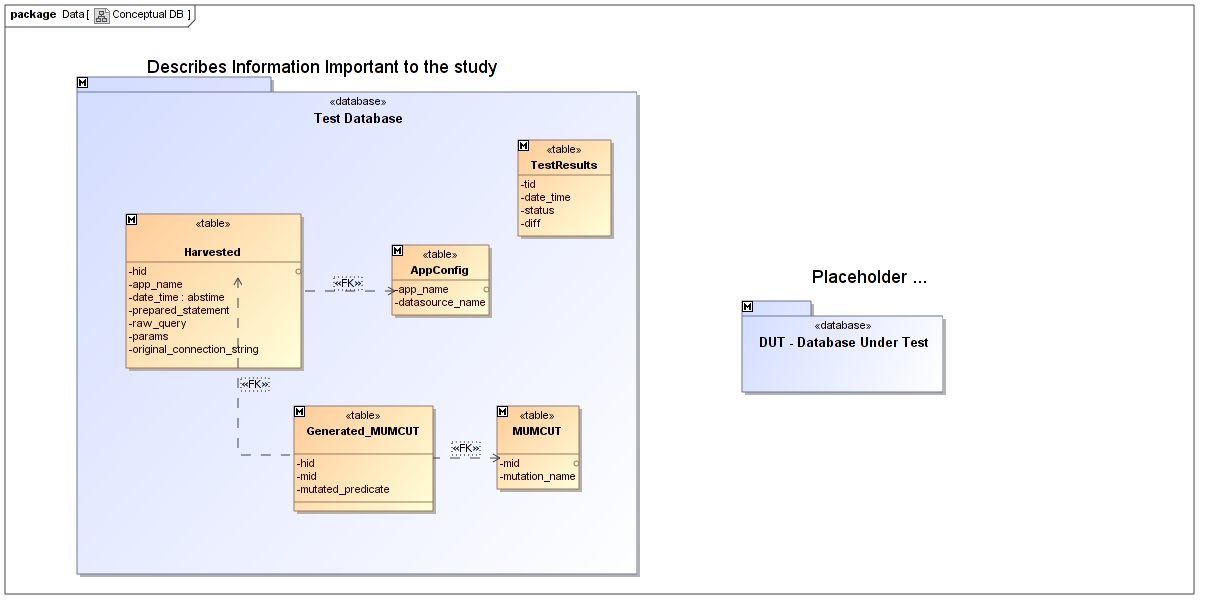 package Data [ Conceptual DB ]
Describes Information Important to the study
M
«database»
Test Database
M
«table»
TestResults
-tid
-date_time
-status
-diff
M
«table»
Harvested
-hid
-app_name
-date_time : abstime
-prepared_statement
-raw_query
-params
-original_connection_string
«FK»
M
«table»
AppConfig
-app_name
-datasource_name
«FK»
M
«table»
Generated_MUMCUT
-hid
-mid
-mutated_predicate
«FK»
M
«table»
MUMCUT
-mid
-mutation_name
Placeholder ...
M
«database»
DUT - Database Under Test